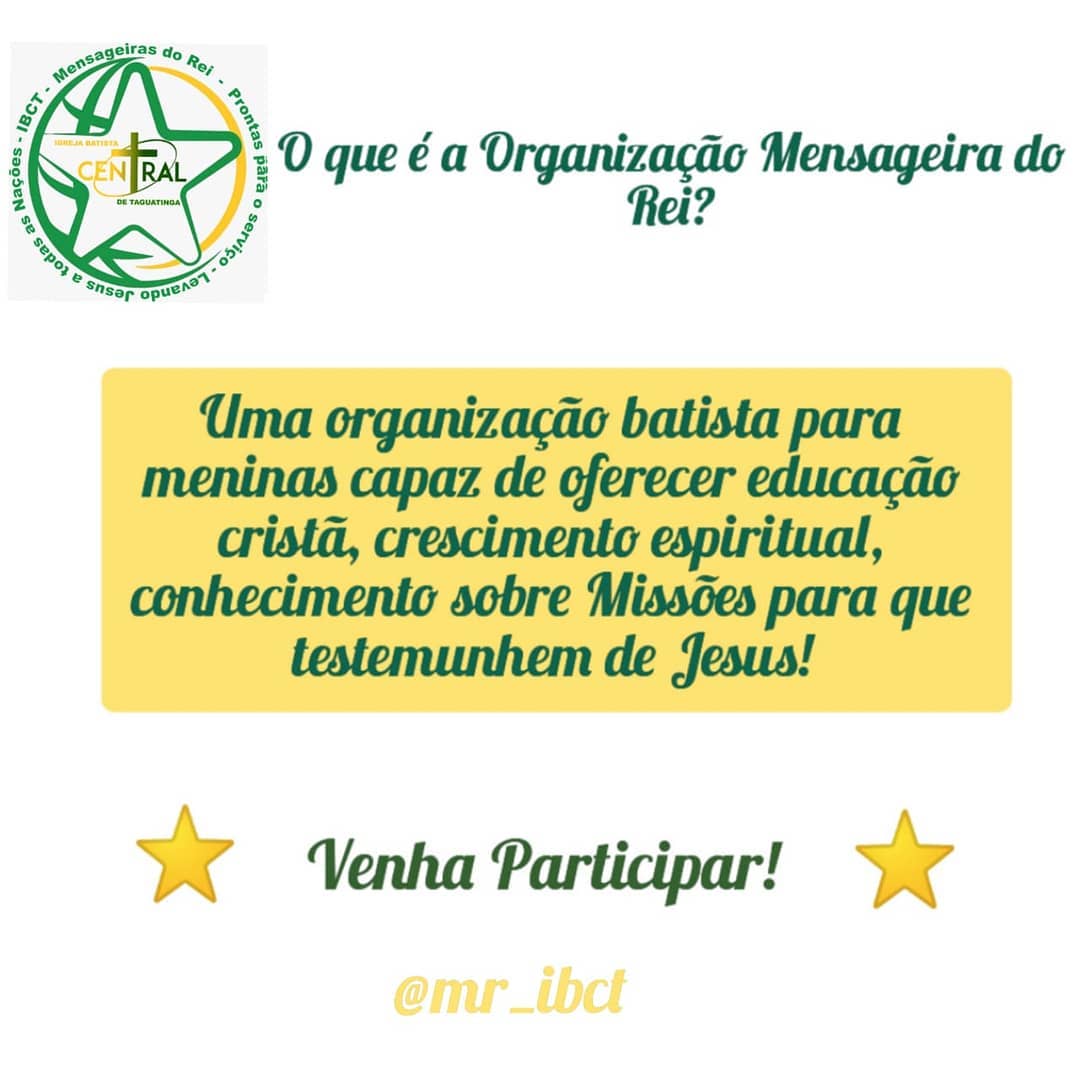 IBCT - Mensageiras do Rei - Prontas para o serviço - Levando Jesus a todas as Nações -
IGREJA BATISTA
CENTRAL
DE TAGUATINGA
O que é a Organização Mensageira do
Rei?
Uma organização batista para
meninas capaz de oferecer educação
cristã, crescimento espiritual,
conhecimento sobre Missões para que
testemunhem de Jesus!
Venha Participar!
@mr_ibct